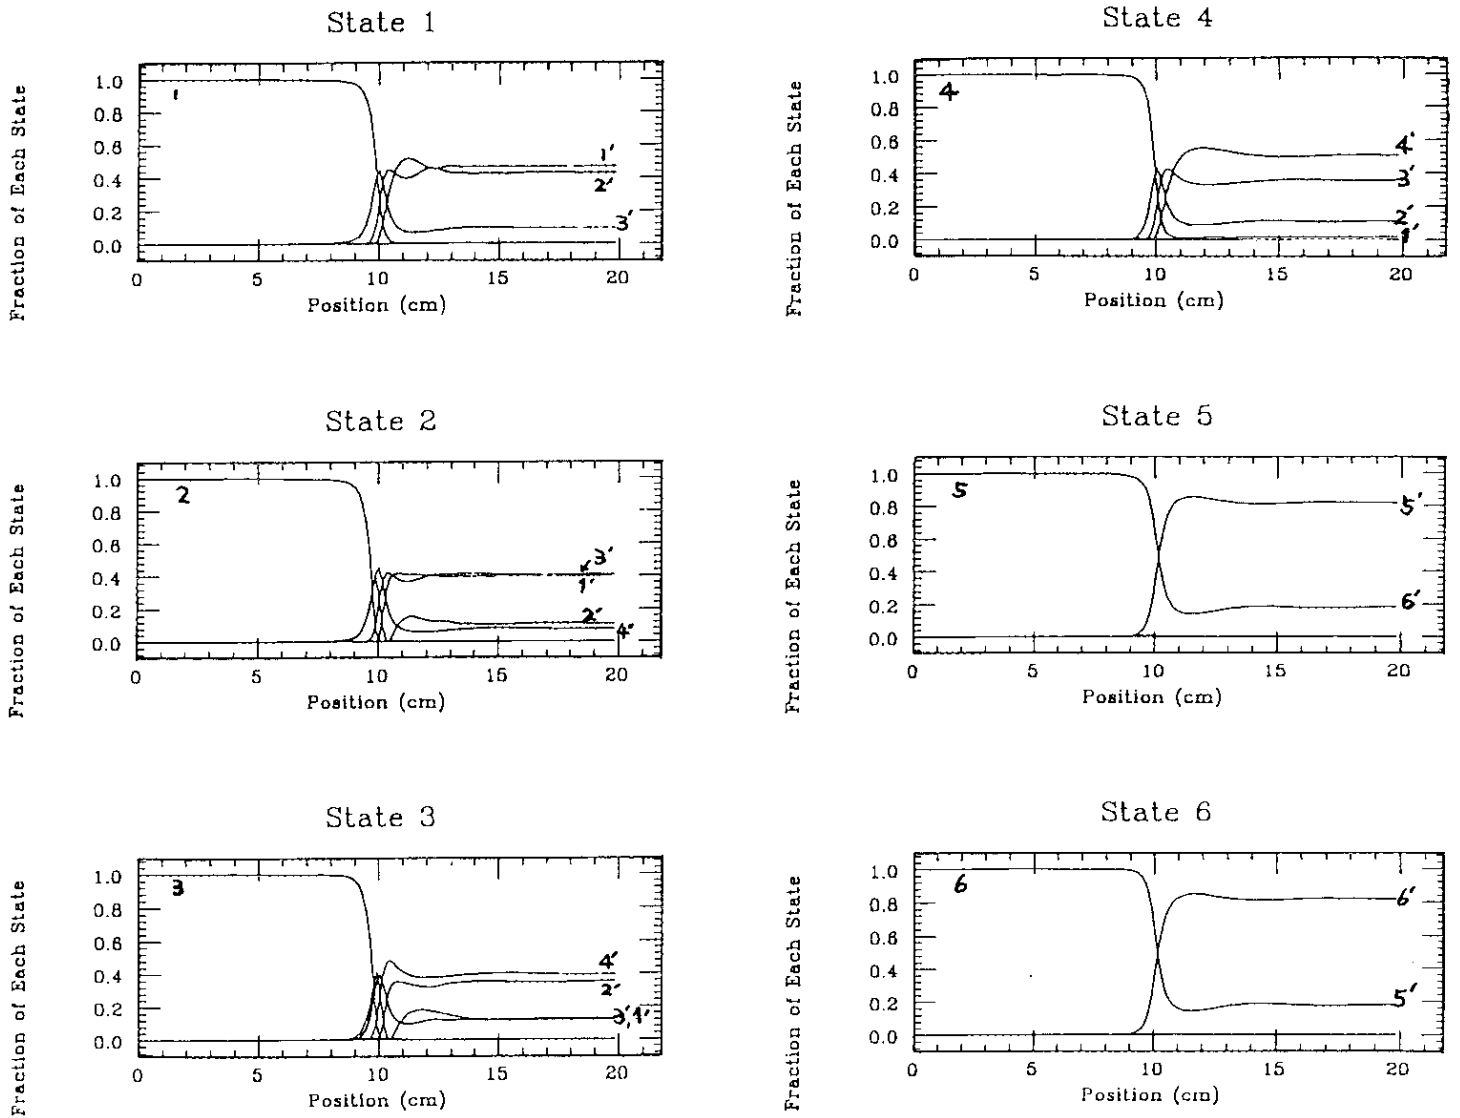 State 1
Fraction of Each State
1.0
0.8
0.6
0.4
0.2
0.0
1
1'
2'
3'
0 5 10 15 20
Position (cm)
State 2
Fraction of Each State
1.0
0.8
0.6
0.4
0.2
0.0
2
3'
1'
2'
4'
0 5 10 15 20
Position (cm)
State 3
Fraction of Each State
1.0
0.8
0.6
0.4
0.2
0.0
3
4'
2'
3',1'
0 5 10 15 20
Position (cm)
State 4
Fraction of Each State
1.0
0.8
0.6
0.4
0.2
0.0
4
4'
3'
2'
1'
0 5 10 15 20
Position (cm)
State 5
Fraction of Each State
1.0
0.8
0.6
0.4
0.2
0.0
5
5'
6'
0 5 10 15 20
Position (cm)
State 6
Fraction of Each State
1.0
0.8
0.6
0.4
0.2
0.0
6
6'
5'
0 5 10 15 20
Position (cm)